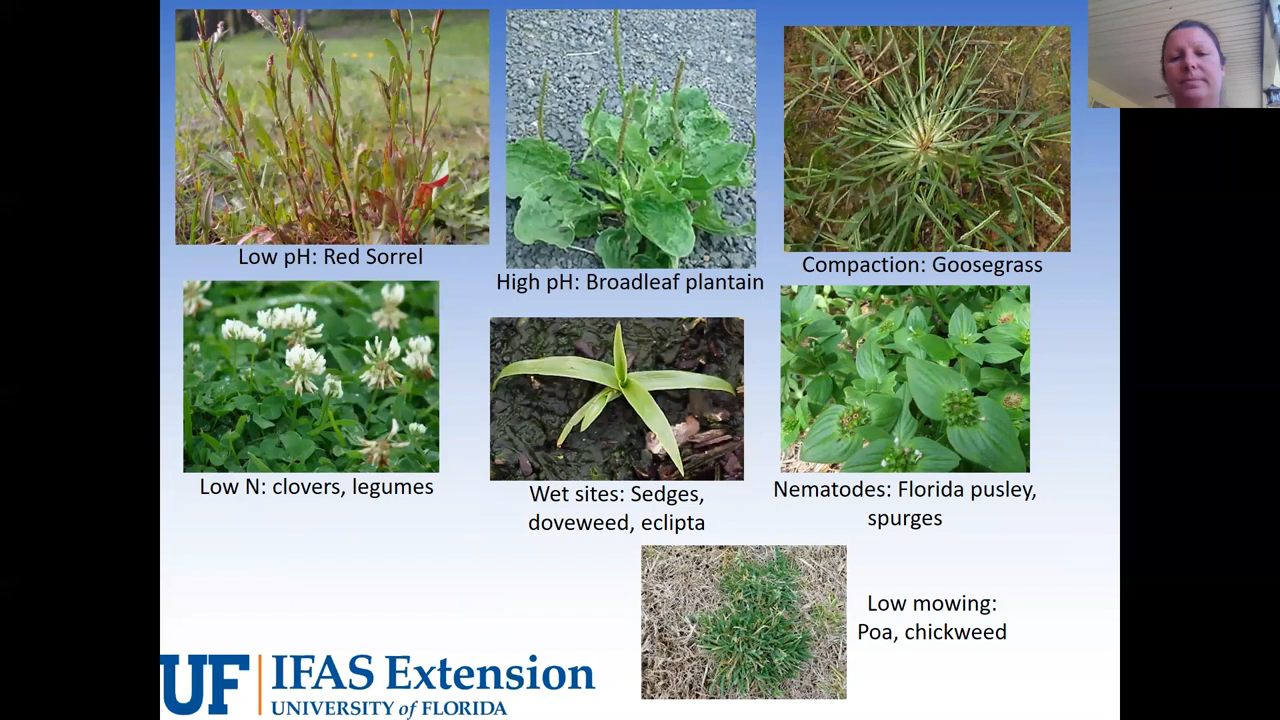 Low pH: Red Sorrel
High pH: Broadleaf plantain
Compaction: Goosegrass
Low N: clovers, legumes
Wet sites: Sedges,
doveweed, eclipta
Nematodes: Florida pusley,
spurges
Low mowing:
Poa, chickweed
UF IFAS Extension
UNIVERSITY of FLORIDA